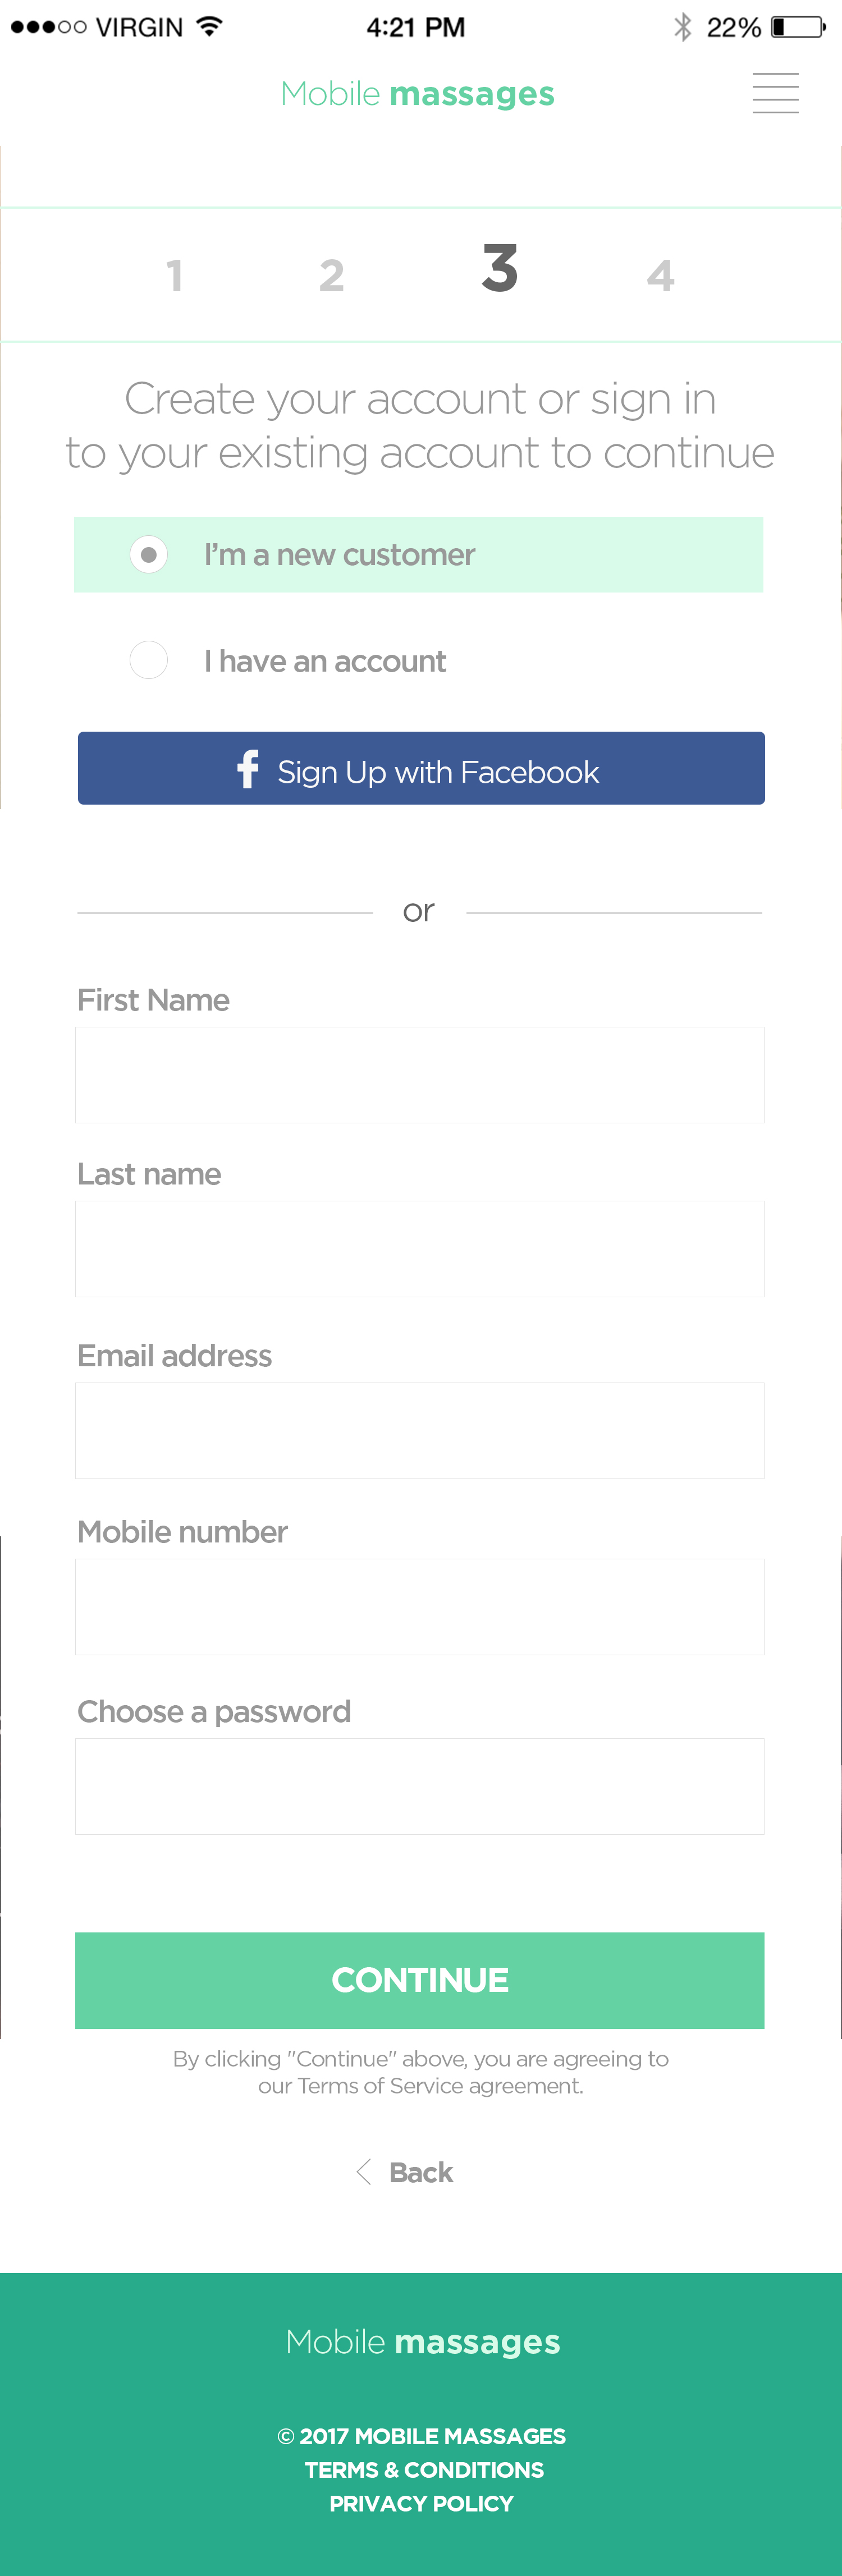 VIRGIN 4:21 PM 22%
Mobile massages
1 2 3 4
Create your account or sign in
to your existing account to continue
I’m a new customer
I have an account
f Sign Up with Facebook
or
First Name
Last name
Email address
Mobile number
Choose a password
CONTINUE
By clicking "Continue" above, you are agreeing to
our Terms of Service agreement.
Back
Mobile massages
© 2017 MOBILE MASSAGES
TERMS & CONDITIONS
PRIVACY POLICY